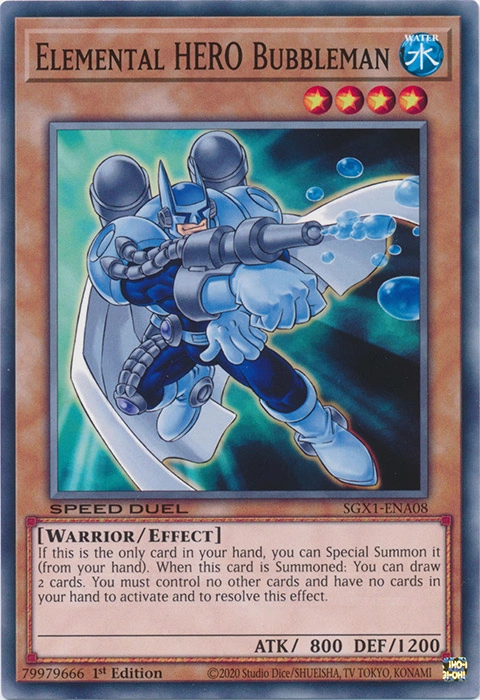 ELEMENTAL HERO BUBBLEMAN
WATER
水
SPEED DUEL
SGX1-ENA08
[WARRIOR/EFFECT]
If this is the only card in your hand, you can Special Summon it
(from your hand). When this card is Summoned: You can draw
2 cards. You must control no other cards and have no cards in
your hand to activate and to resolve this effect.
ATK/ 800 DEF/1200
79979666 1st Edition
©2020 Studio Dice/SHUEISHA, TV TOKYO, KONAMI